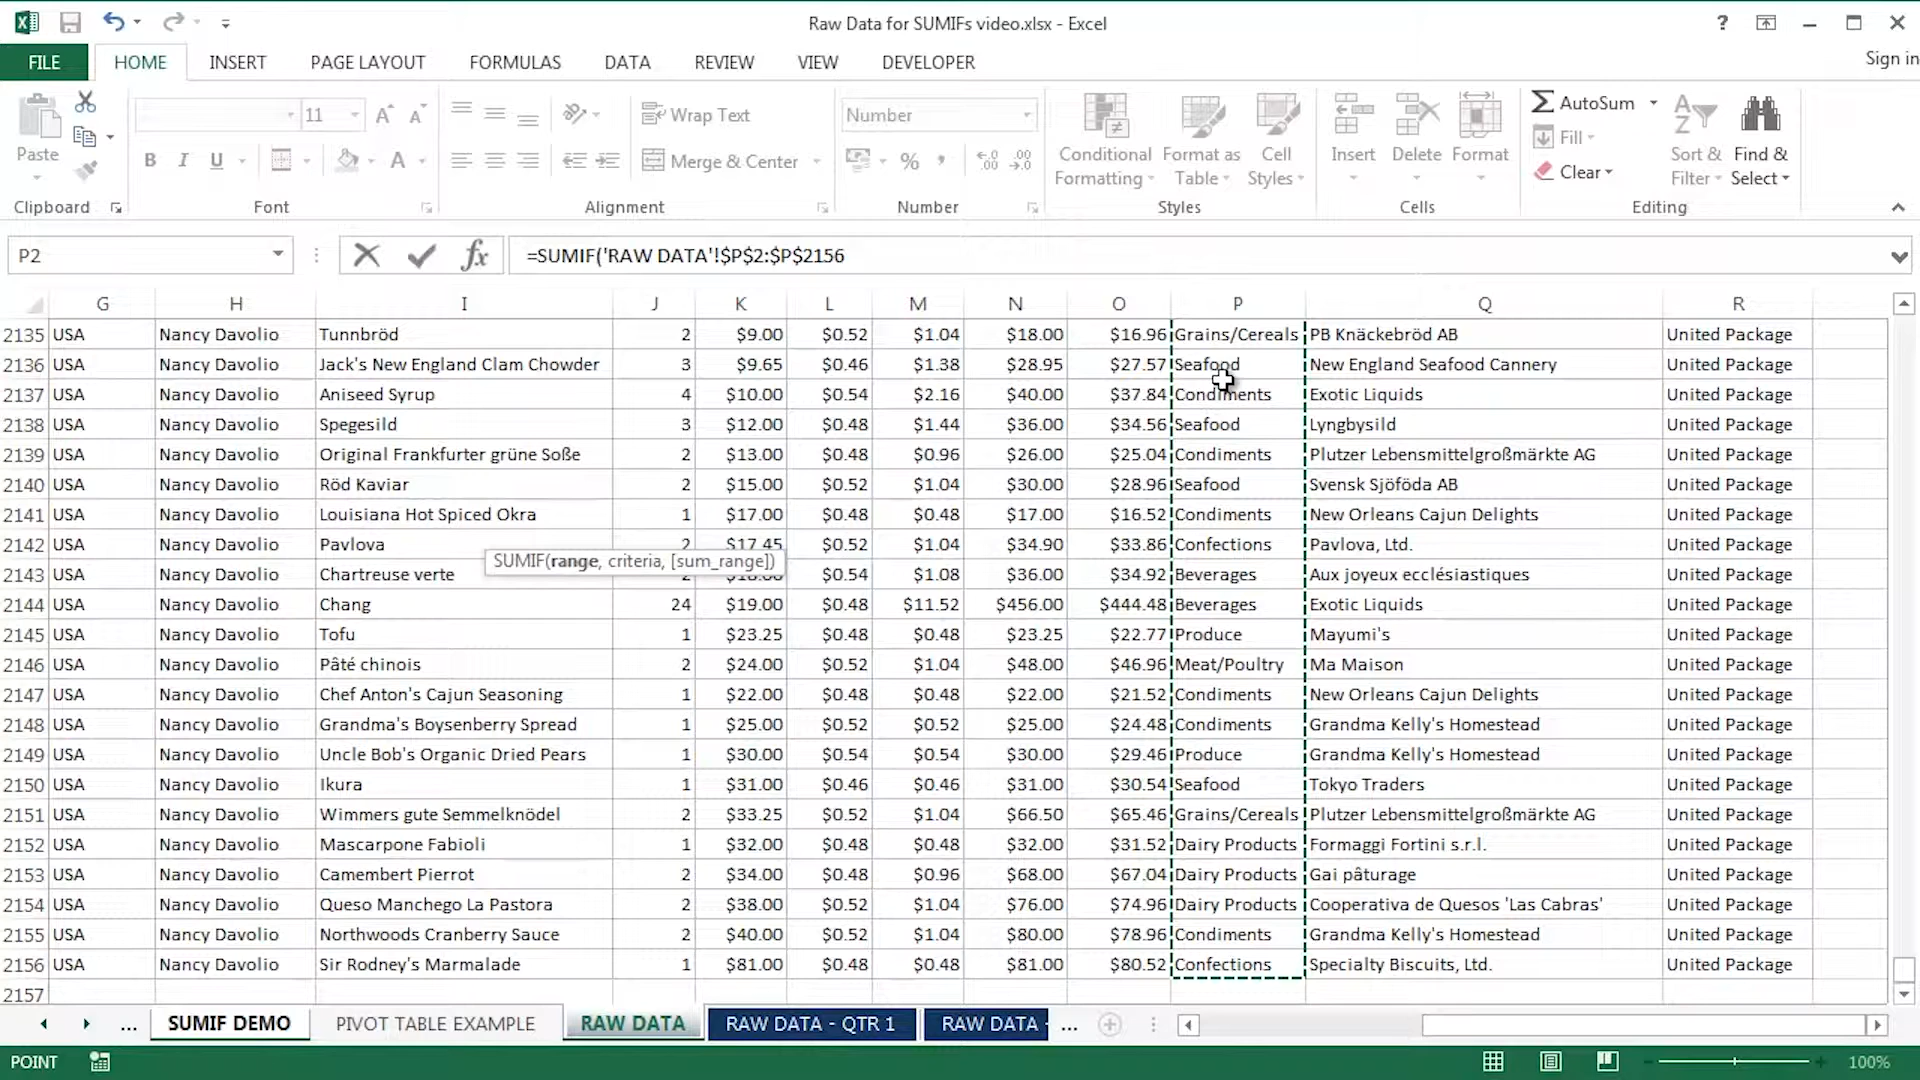 Raw Data for SUMIFs video.xlsx - Excel
?
Sign in
FILE HOME INSERT PAGE LAYOUT FORMULAS DATA REVIEW VIEW DEVELOPER
Paste
11
A A
Wrap Text
Number
Conditional Formatting
Format as Table
Cell Styles
Insert Delete Format
AutoSum
Fill
Clear
Sort & Filter
Find & Select
B I U A
Merge & Center
% ,
Clipboard Font Alignment Number Styles Cells Editing
P2 fx =SUMIF('RAW DATA'!$P$2:$P$2156
G H I J K L M N O P Q R
2135 USA Nancy Davolio Tunnbröd 2 $9.00 $0.52 $1.04 $18.00 $16.96 Grains/Cereals PB Knäckebröd AB United Package
2136 USA Nancy Davolio Jack's New England Clam Chowder 3 $9.65 $0.46 $1.38 $28.95 $27.57 Seafood New England Seafood Cannery United Package
2137 USA Nancy Davolio Aniseed Syrup 4 $10.00 $0.54 $2.16 $40.00 $37.84 Condiments Exotic Liquids United Package
2138 USA Nancy Davolio Spegesild 3 $12.00 $0.48 $1.44 $36.00 $34.56 Seafood Lyngbysild United Package
2139 USA Nancy Davolio Original Frankfurter grüne Soße 2 $13.00 $0.48 $0.96 $26.00 $25.04 Condiments Plutzer Lebensmittelgroßmärkte AG United Package
2140 USA Nancy Davolio Röd Kaviar 2 $15.00 $0.52 $1.04 $30.00 $28.96 Seafood Svensk Sjöföda AB United Package
2141 USA Nancy Davolio Louisiana Hot Spiced Okra 1 $17.00 $0.48 $0.48 $17.00 $16.52 Condiments New Orleans Cajun Delights United Package
2142 USA Nancy Davolio Pavlova 2 $17.45 $0.52 $1.04 $34.90 $33.86 Confections Pavlova, Ltd. United Package
SUMIF(range, criteria, [sum_range])
2143 USA Nancy Davolio Chartreuse verte $0.54 $1.08 $36.00 $34.92 Beverages Aux joyeux ecclésiastiques United Package
2144 USA Nancy Davolio Chang 24 $19.00 $0.48 $11.52 $456.00 $444.48 Beverages Exotic Liquids United Package
2145 USA Nancy Davolio Tofu 1 $23.25 $0.48 $0.48 $23.25 $22.77 Produce Mayumi's United Package
2146 USA Nancy Davolio Pâté chinois 2 $24.00 $0.52 $1.04 $48.00 $46.96 Meat/Poultry Ma Maison United Package
2147 USA Nancy Davolio Chef Anton's Cajun Seasoning 1 $22.00 $0.48 $0.48 $22.00 $21.52 Condiments New Orleans Cajun Delights United Package
2148 USA Nancy Davolio Grandma's Boysenberry Spread 1 $25.00 $0.52 $0.52 $25.00 $24.48 Condiments Grandma Kelly's Homestead United Package
2149 USA Nancy Davolio Uncle Bob's Organic Dried Pears 1 $30.00 $0.54 $0.54 $30.00 $29.46 Produce Grandma Kelly's Homestead United Package
2150 USA Nancy Davolio Ikura 1 $31.00 $0.46 $0.46 $31.00 $30.54 Seafood Tokyo Traders United Package
2151 USA Nancy Davolio Wimmers gute Semmelknödel 2 $33.25 $0.52 $1.04 $66.50 $65.46 Grains/Cereals Plutzer Lebensmittelgroßmärkte AG United Package
2152 USA Nancy Davolio Mascarpone Fabioli 1 $32.00 $0.48 $0.48 $32.00 $31.52 Dairy Products Formaggi Fortini s.r.l. United Package
2153 USA Nancy Davolio Camembert Pierrot 2 $34.00 $0.48 $0.96 $68.00 $67.04 Dairy Products Gai pâturage United Package
2154 USA Nancy Davolio Queso Manchego La Pastora 2 $38.00 $0.52 $1.04 $76.00 $74.96 Dairy Products Cooperativa de Quesos 'Las Cabras' United Package
2155 USA Nancy Davolio Northwoods Cranberry Sauce 2 $40.00 $0.52 $1.04 $80.00 $78.96 Condiments Grandma Kelly's Homestead United Package
2156 USA Nancy Davolio Sir Rodney's Marmalade 1 $81.00 $0.48 $0.48 $81.00 $80.52 Confections Specialty Biscuits, Ltd. United Package
2157
... SUMIF DEMO PIVOT TABLE EXAMPLE RAW DATA RAW DATA - QTR 1 RAW DATA - ...
POINT 100%